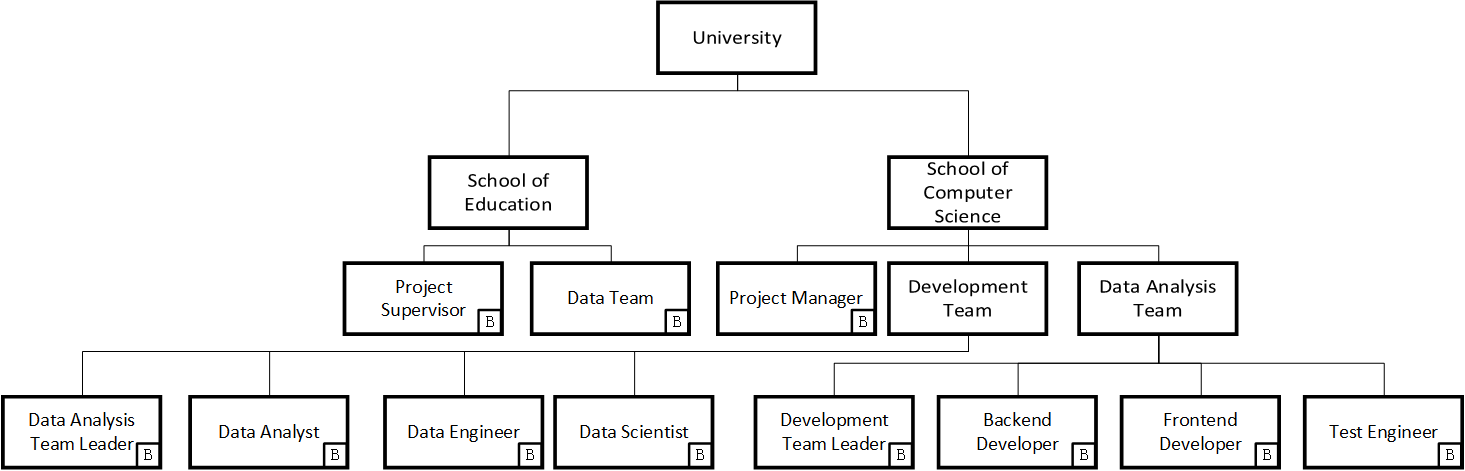 University
School of
Education
School of
Computer
Science
Project
Supervisor
B
Data Team
B
Project Manager
B
Development
Team
Data Analysis
Team
Data Analysis
Team Leader
B
Data Analyst
B
Data Engineer
B
Data Scientist
B
Development
Team Leader
B
Backend
Developer
B
Frontend
Developer
B
Test Engineer
B